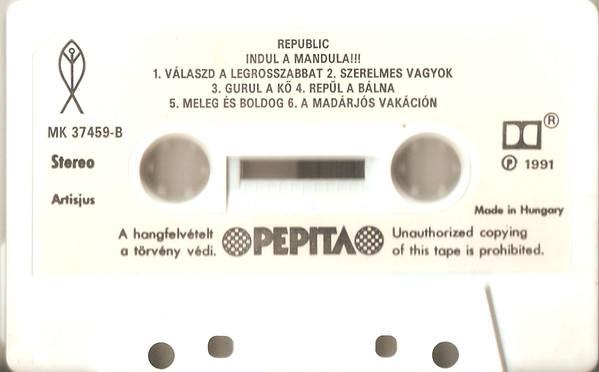 REPUBLIC
INDUL A MANDULA!!!
1. VÁLASZD A LEGROSSZABBAT 2. SZERELMES VAGYOK
3. GURUL A KŐ 4. REPÜL A BÁLNA
5. MELEG ÉS BOLDOG 6. A MADÁRJÓS VAKÁCIÓN
MK 37459-B
Stereo
Artisjus
®
℗ 1991
Made in Hungary
A hangfelvételt
a törvény védi.
PEPITA
Unauthorized copying
of this tape is prohibited.